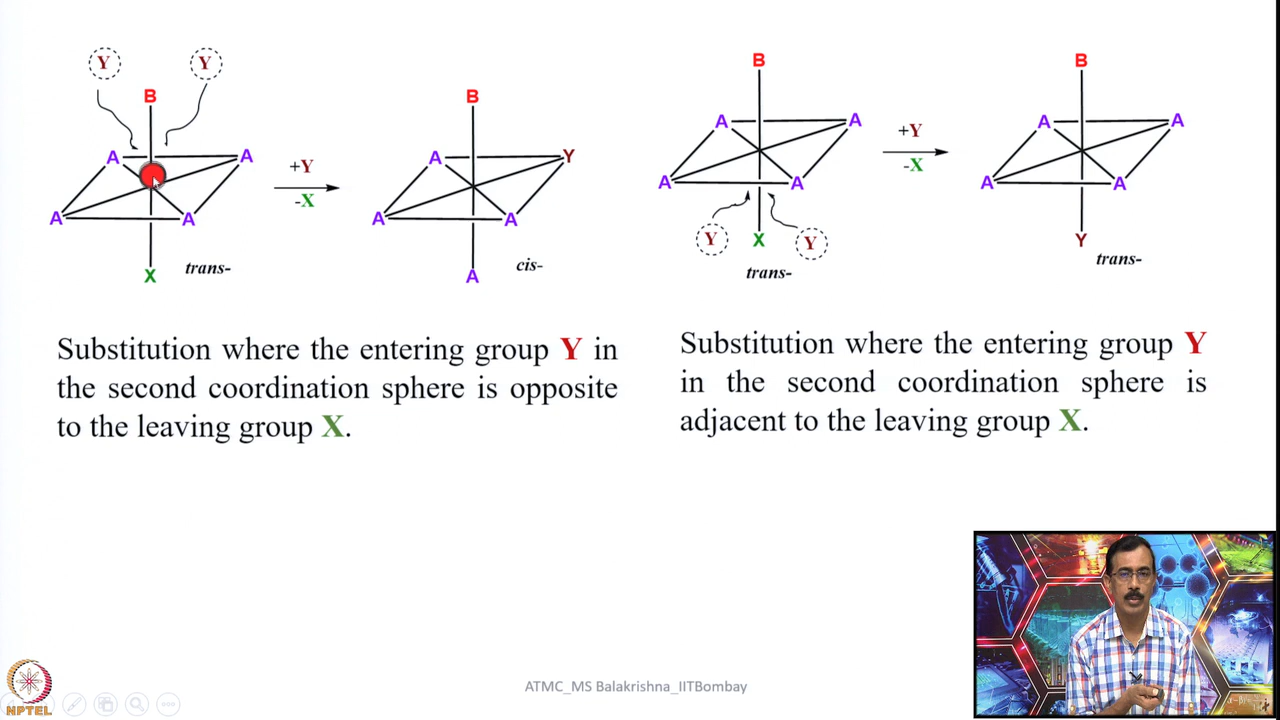 Y Y
B
A A
A A
X
trans-
+Y
-X
B
A Y
A A
A
cis-
B
A A
A A
Y X Y
trans-
+Y
-X
B
A A
A A
Y
trans-
Substitution where the entering group Y in
the second coordination sphere is opposite
to the leaving group X.
Substitution where the entering group Y
in the second coordination sphere is
adjacent to the leaving group X.
NPTEL
ATMC_MS Balakrishna_IITBombay